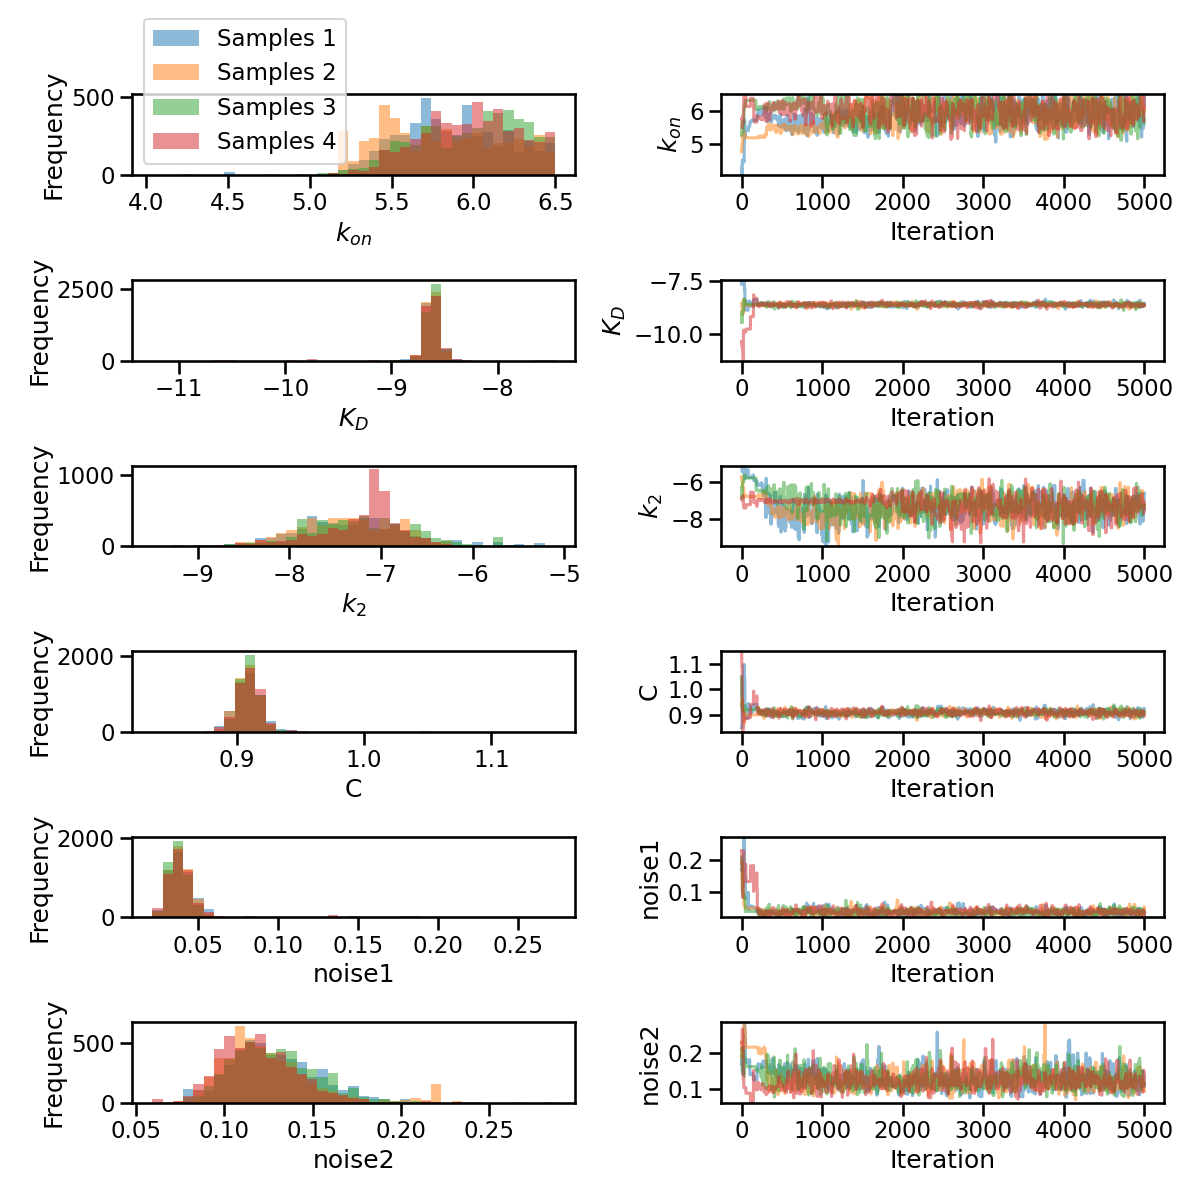 Samples 1
Samples 2
Samples 3
Samples 4
Frequency
500
0
4.0 4.5 5.0 5.5 6.0 6.5
k_on
k_on
6
5
0 1000 2000 3000 4000 5000
Iteration
Frequency
2500
0
−11 −10 −9 −8
K_D
K_D
−7.5
−10.0
0 1000 2000 3000 4000 5000
Iteration
Frequency
1000
0
−9 −8 −7 −6 −5
k_2
k_2
−6
−8
0 1000 2000 3000 4000 5000
Iteration
Frequency
2000
0
0.9 1.0 1.1
C
C
1.1
1.0
0.9
0 1000 2000 3000 4000 5000
Iteration
Frequency
2000
0
0.05 0.10 0.15 0.20 0.25
noise1
noise1
0.2
0.1
0 1000 2000 3000 4000 5000
Iteration
Frequency
500
0
0.05 0.10 0.15 0.20 0.25
noise2
noise2
0.2
0.1
0 1000 2000 3000 4000 5000
Iteration